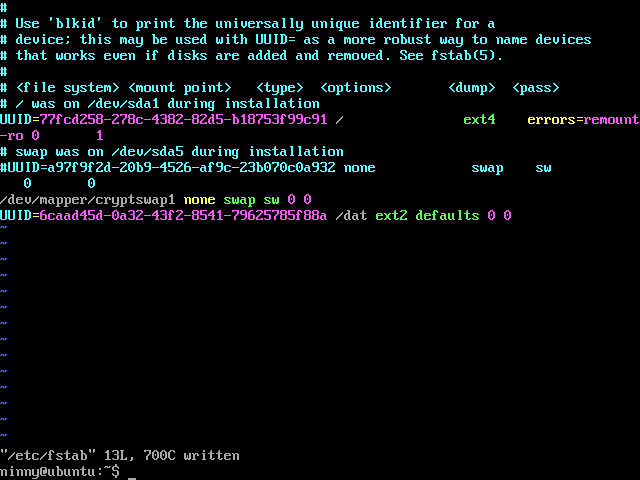 #
# Use 'blkid' to print the universally unique identifier for a
# device; this may be used with UUID= as a more robust way to name devices
# that works even if disks are added and removed. See fstab(5).
#
# <file system> <mount point>   <type>  <options>       <dump>  <pass>
# / was on /dev/sda1 during installation
UUID=77fcd258-278c-4382-82d5-b18753f99c91 /               ext4    errors=remount
-ro 0       1
# swap was on /dev/sda5 during installation
#UUID=a97f9f2d-20b9-4526-af9c-23b070c0a932 none            swap    sw
   0       0
/dev/mapper/cryptswap1 none swap sw 0 0
UUID=6caad45d-0a32-43f2-8541-79625785f88a /dat ext2 defaults 0 0
~
~
~
~
~
~
~
~
~
~
~
~
~
~
"/etc/fstab" 13L, 700C written
minny@ubuntu:~$ _